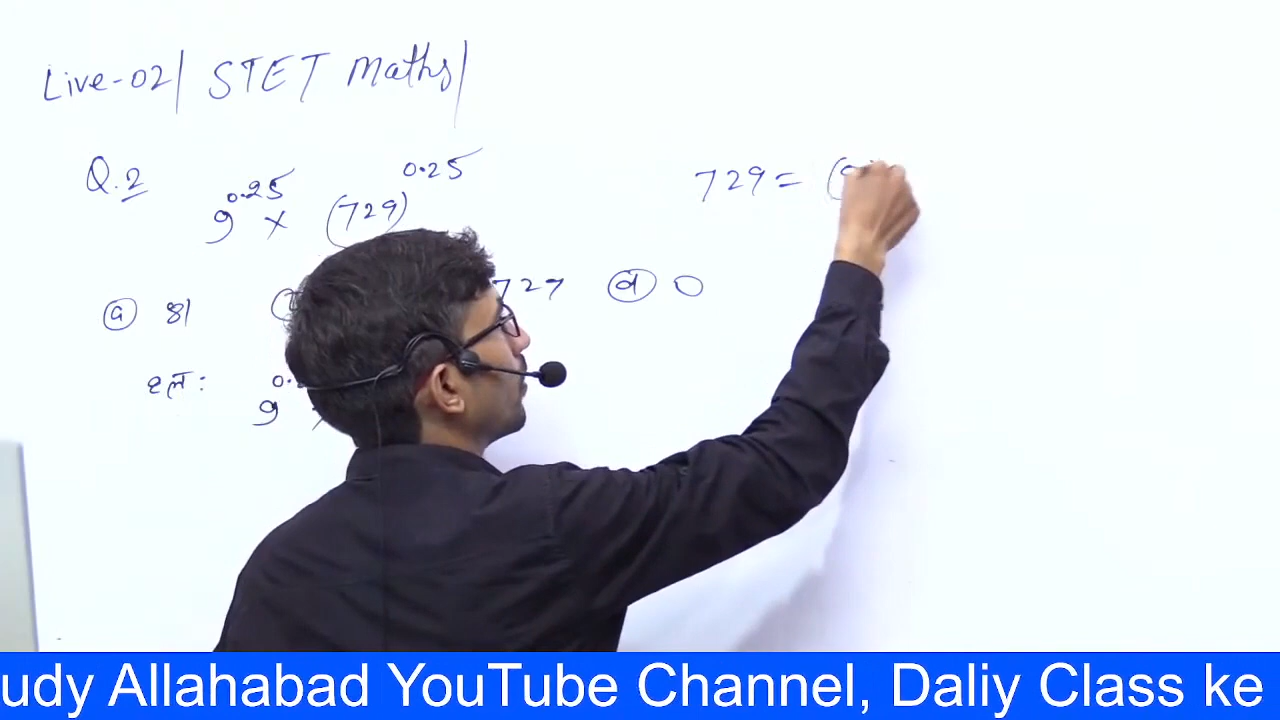 Live-02| STET Maths|
Q.2
9^0.25 × (729)^0.25
729 = (9
(a) 81 727 (d) 0
हल :
9
udy Allahabad YouTube Channel, Daliy Class ke